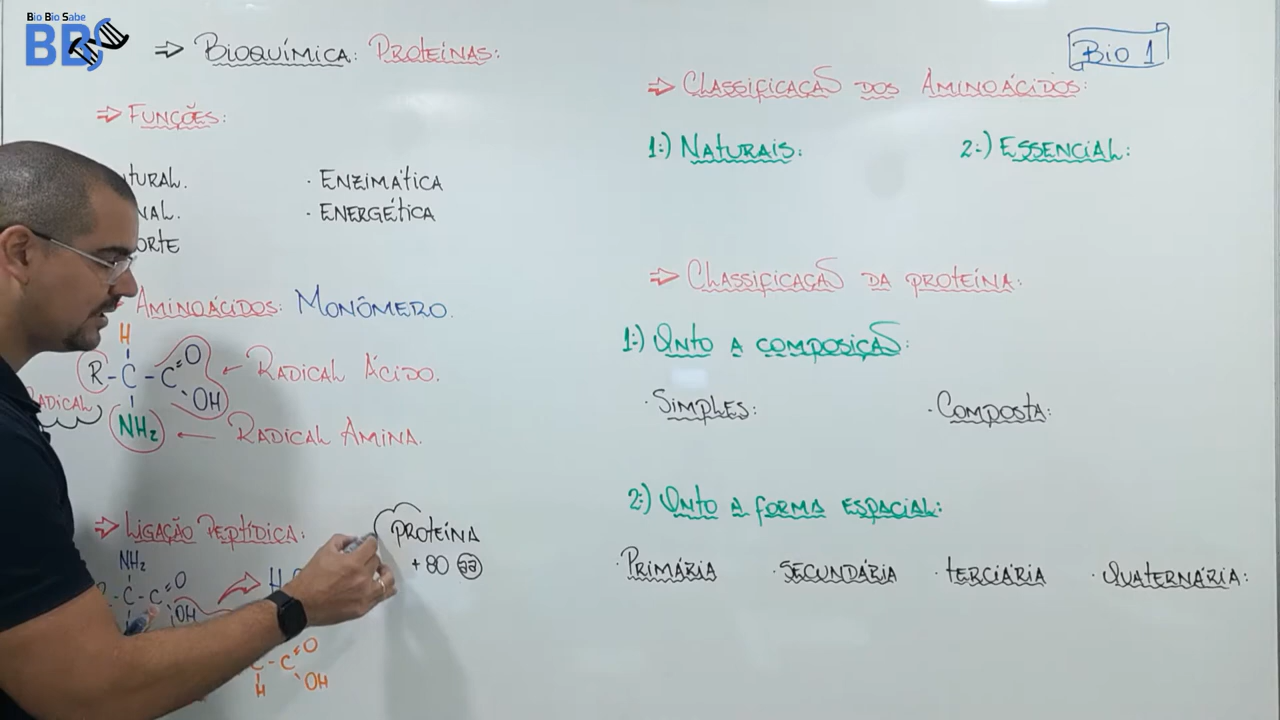 Bio Bio Sabe
BBS
⇒ Bioquímica: Proteínas:
Bio 1
⇒ Funções:
tural.
nal.
orte
· Enzimática
· Energética
Aminoácidos: Monômero.
H
R - C - C = O
OH
NH₂
Radical
← Radical Ácido.
← Radical Amina.
⇒ Ligação Peptídica:
NH₂
- C - C = O
OH
H
C - C = O
H
OH
Proteína
+80 aa
⇒ Classificação dos Aminoácidos:
1:) Naturais:
2:) Essencial:
⇒ Classificação da proteína:
1:) Qnto a composição:
· Simples:
· Composta:
2:) Qnto a forma espacial:
· Primária
· Secundária
· Terciária
· Quaternária: